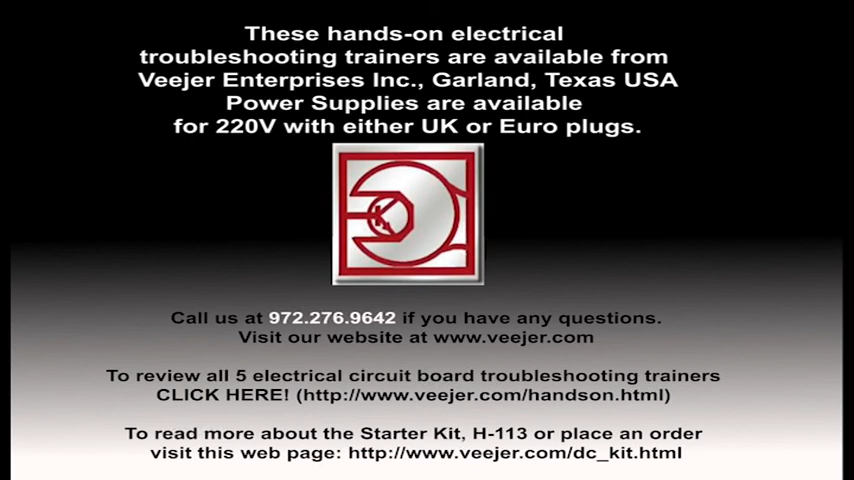 These hands-on electrical
troubleshooting trainers are available from
Veejer Enterprises Inc., Garland, Texas USA
Power Supplies are available
for 220V with either UK or Euro plugs.
Call us at 972.276.9642 if you have any questions.
Visit our website at www.veejer.com
To review all 5 electrical circuit board troubleshooting trainers
CLICK HERE! (http://www.veejer.com/handson.html)
To read more about the Starter Kit, H-113 or place an order
visit this web page: http://www.veejer.com/dc_kit.html